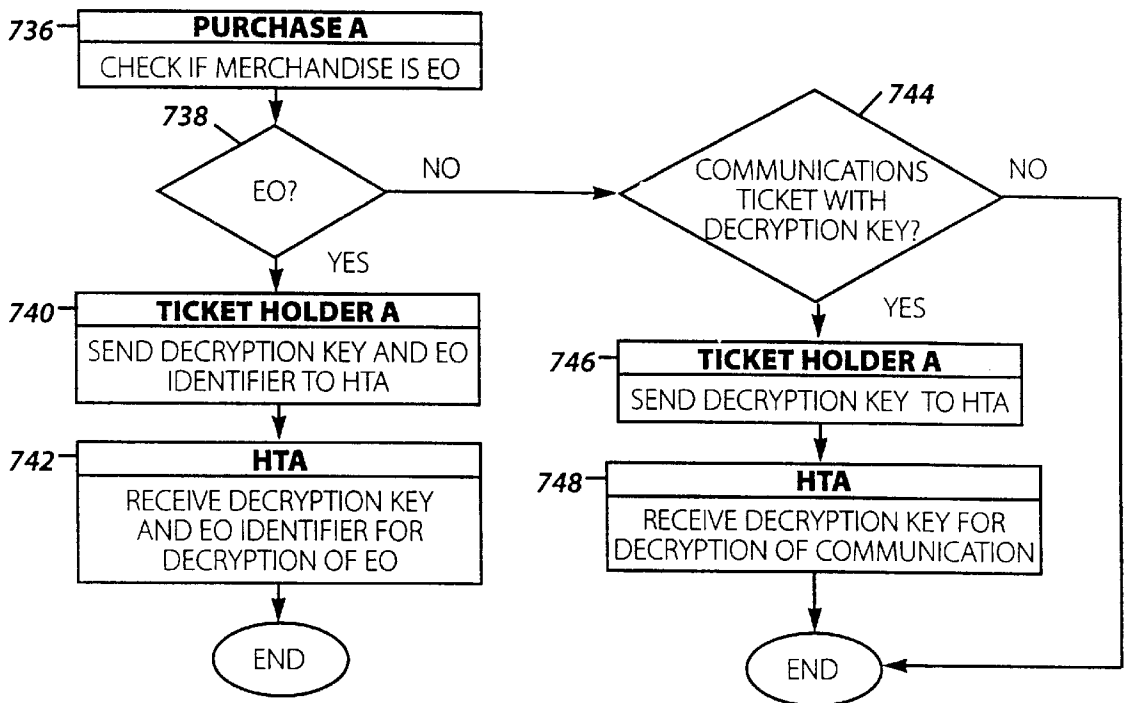 736
PURCHASE A
CHECK IF MERCHANDISE IS EO
738
EO?
NO
YES
740
TICKET HOLDER A
SEND DECRYPTION KEY AND EO
IDENTIFIER TO HTA
742
HTA
RECEIVE DECRYPTION KEY
AND EO IDENTIFIER FOR
DECRYPTION OF EO
END
744
COMMUNICATIONS
TICKET WITH
DECRYPTION KEY?
NO
YES
746
TICKET HOLDER A
SEND DECRYPTION KEY TO HTA
748
HTA
RECEIVE DECRYPTION KEY FOR
DECRYPTION OF COMMUNICATION
END